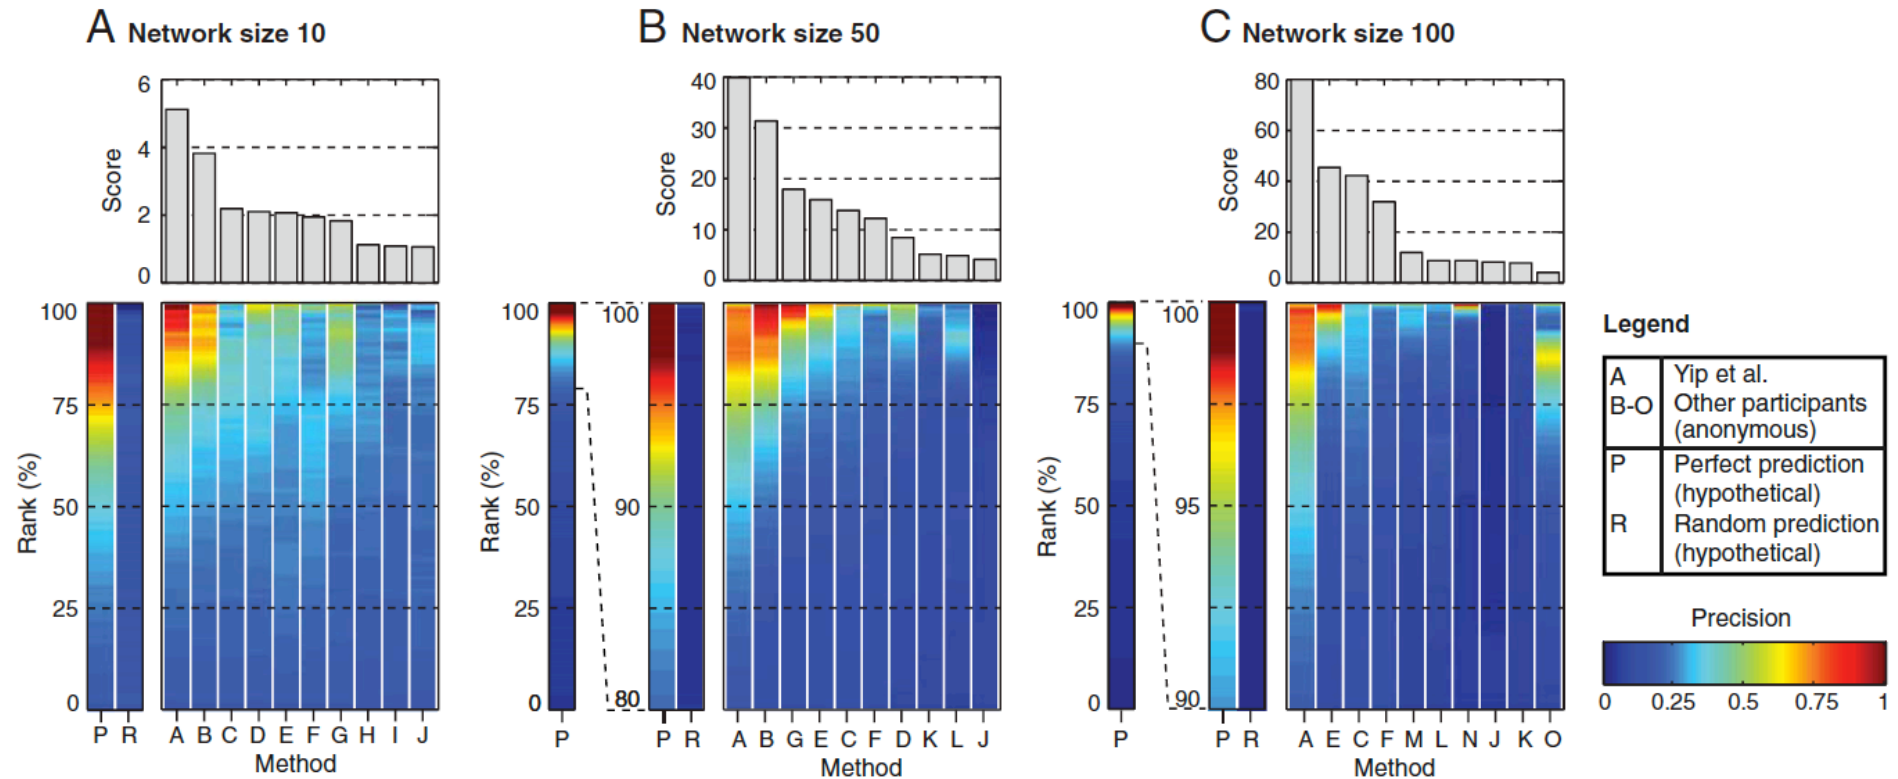 A Network size 10
6
4
2
0
Score
100
75
50
25
0
Rank (%)
P R
A B C D E F G H I J
Method
B Network size 50
40
30
20
10
0
Score
100
75
50
25
0
Rank (%)
P
100
90
80
P R
A B G E C F D K L J
Method
C Network size 100
80
60
40
20
0
Score
100
75
50
25
0
Rank (%)
P
100
95
90
P R
A E C F M L N J K O
Method
Legend
A Yip et al.
B-O Other participants
(anonymous)
P Perfect prediction
(hypothetical)
R Random prediction
(hypothetical)
Precision
0 0.25 0.5 0.75 1